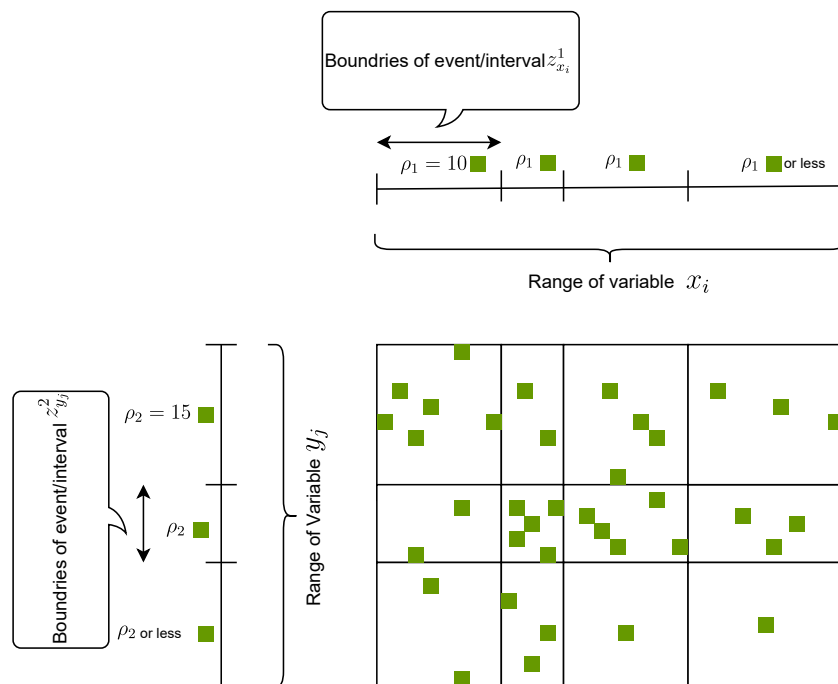 Boundries of event/interval $z^1_{x_i}$
$\rho_1 = 10$
$\rho_1$
$\rho_1$
$\rho_1$ or less
Range of variable $x_i$
Boundries of event/interval $z^2_{y_j}$
$\rho_2 = 15$
$\rho_2$
$\rho_2$ or less
Range of Variable $y_j$